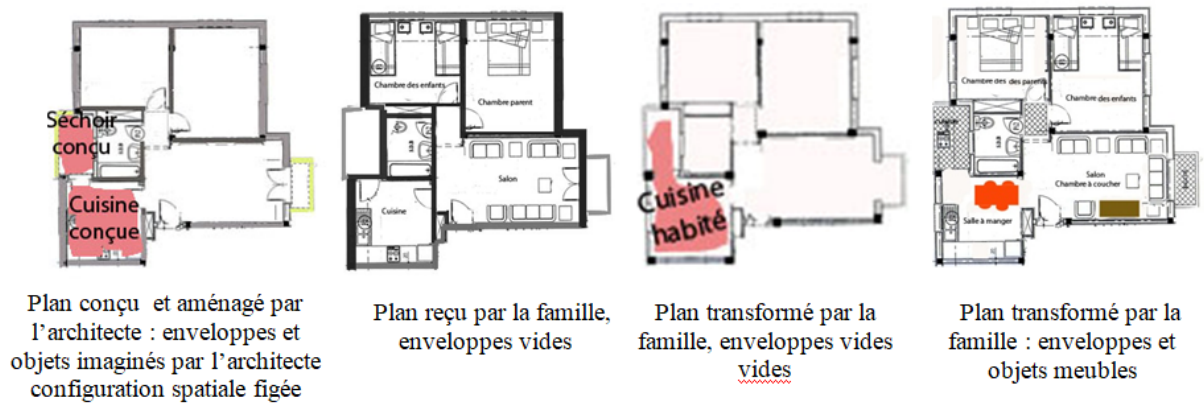 Séchoir
conçu
Cuisine
conçue
Plan conçu et aménagé par
l’architecte : enveloppes et
objets imaginés par l’architecte
configuration spatiale figée
Chambre des enfants
Chambre parent
Salon
Cuisine
Plan reçu par la famille,
enveloppes vides
Cuisine
habité
Plan transformé par la
famille, enveloppes vides
vides
Chambre des des parents
Chambre des enfants
Salon
Chambre à coucher
Salle à manger
Plan transformé par la
famille : enveloppes et
objets meubles